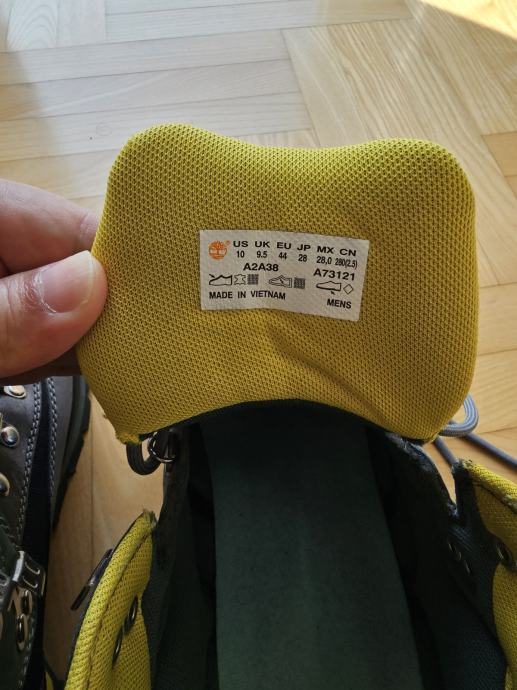 US UK EU JP MX CN
10 9.5 44 28 28,0 280(2.5)
A2A38 A73121
MADE IN VIETNAM MENS